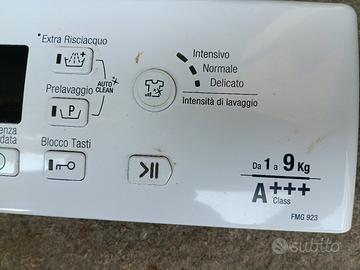 Extra Risciacquo
AUTO
CLEAN
Prelavaggio
P
Blocco Tasti
Intensivo
Normale
Delicato
Intensità di lavaggio
Da 1 a 9 Kg
A+++
Class
FMG 923
subito